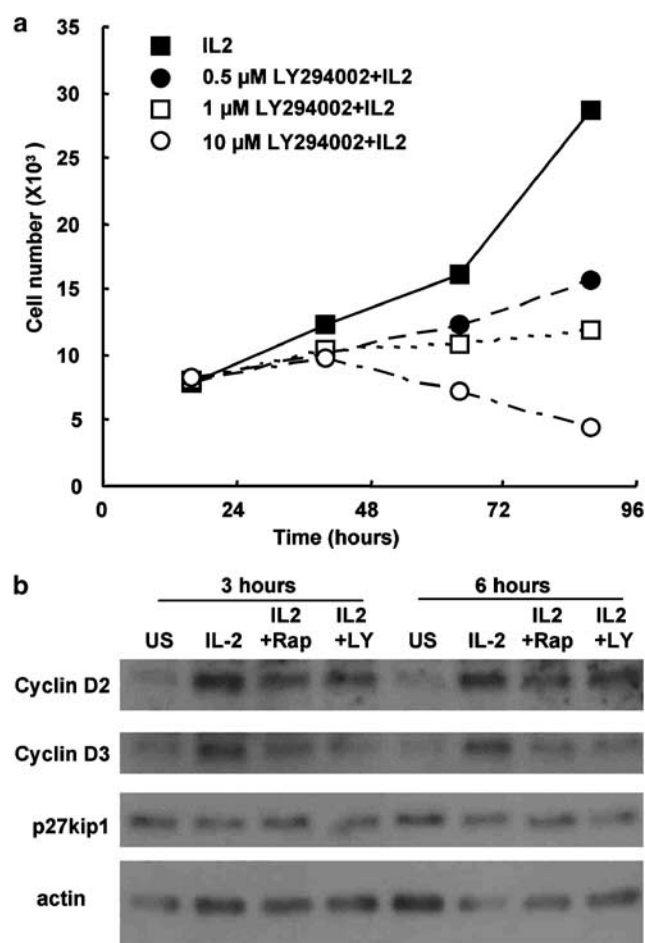 a
35
30
25
20
15
10
5
0
Cell number (X10³)
IL2
0.5 µM LY294002+IL2
1 µM LY294002+IL2
10 µM LY294002+IL2
0 24 48 72 96
Time (hours)
b
3 hours 6 hours
US IL-2 IL2 +Rap IL2 +LY US IL-2 IL2 +Rap IL2 +LY
Cyclin D2
Cyclin D3
p27kip1
actin